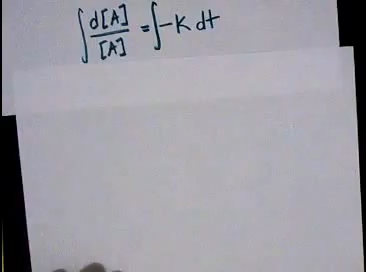 ∫ d[A]/[A] = ∫ -K dt